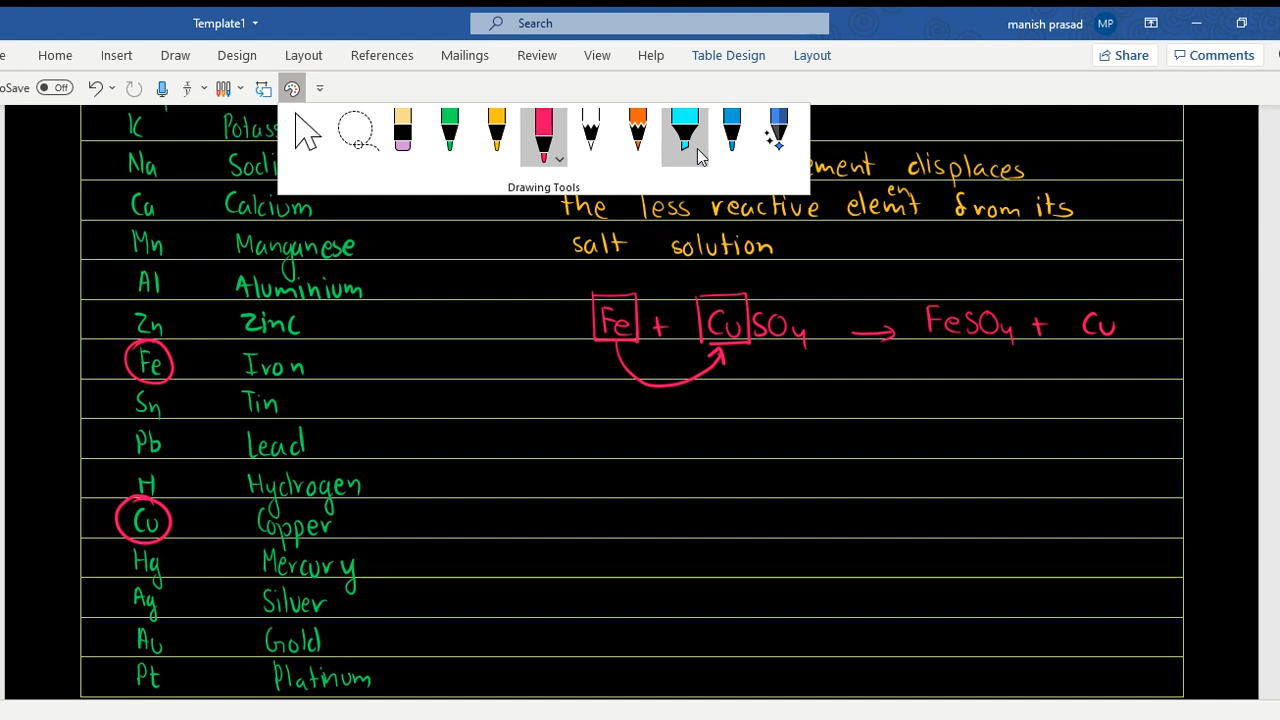 Template1
Search
manish prasad MP
Home Insert Draw Design Layout References Mailings Review View Help Table Design Layout Share Comments
Off
Drawing Tools
K
Na
displaces
Ca Calcium the less reactive elemt en from its
Mn Manganese salt solution
Al Aluminium
Zn Zinc Fe + CuSO4 → FeSO4 + Cu
Fe Iron
Sn Tin
Pb Lead
H Hydrogen
Cu Copper
Hg Mercury
Ag Silver
Au Gold
Pt Platinum